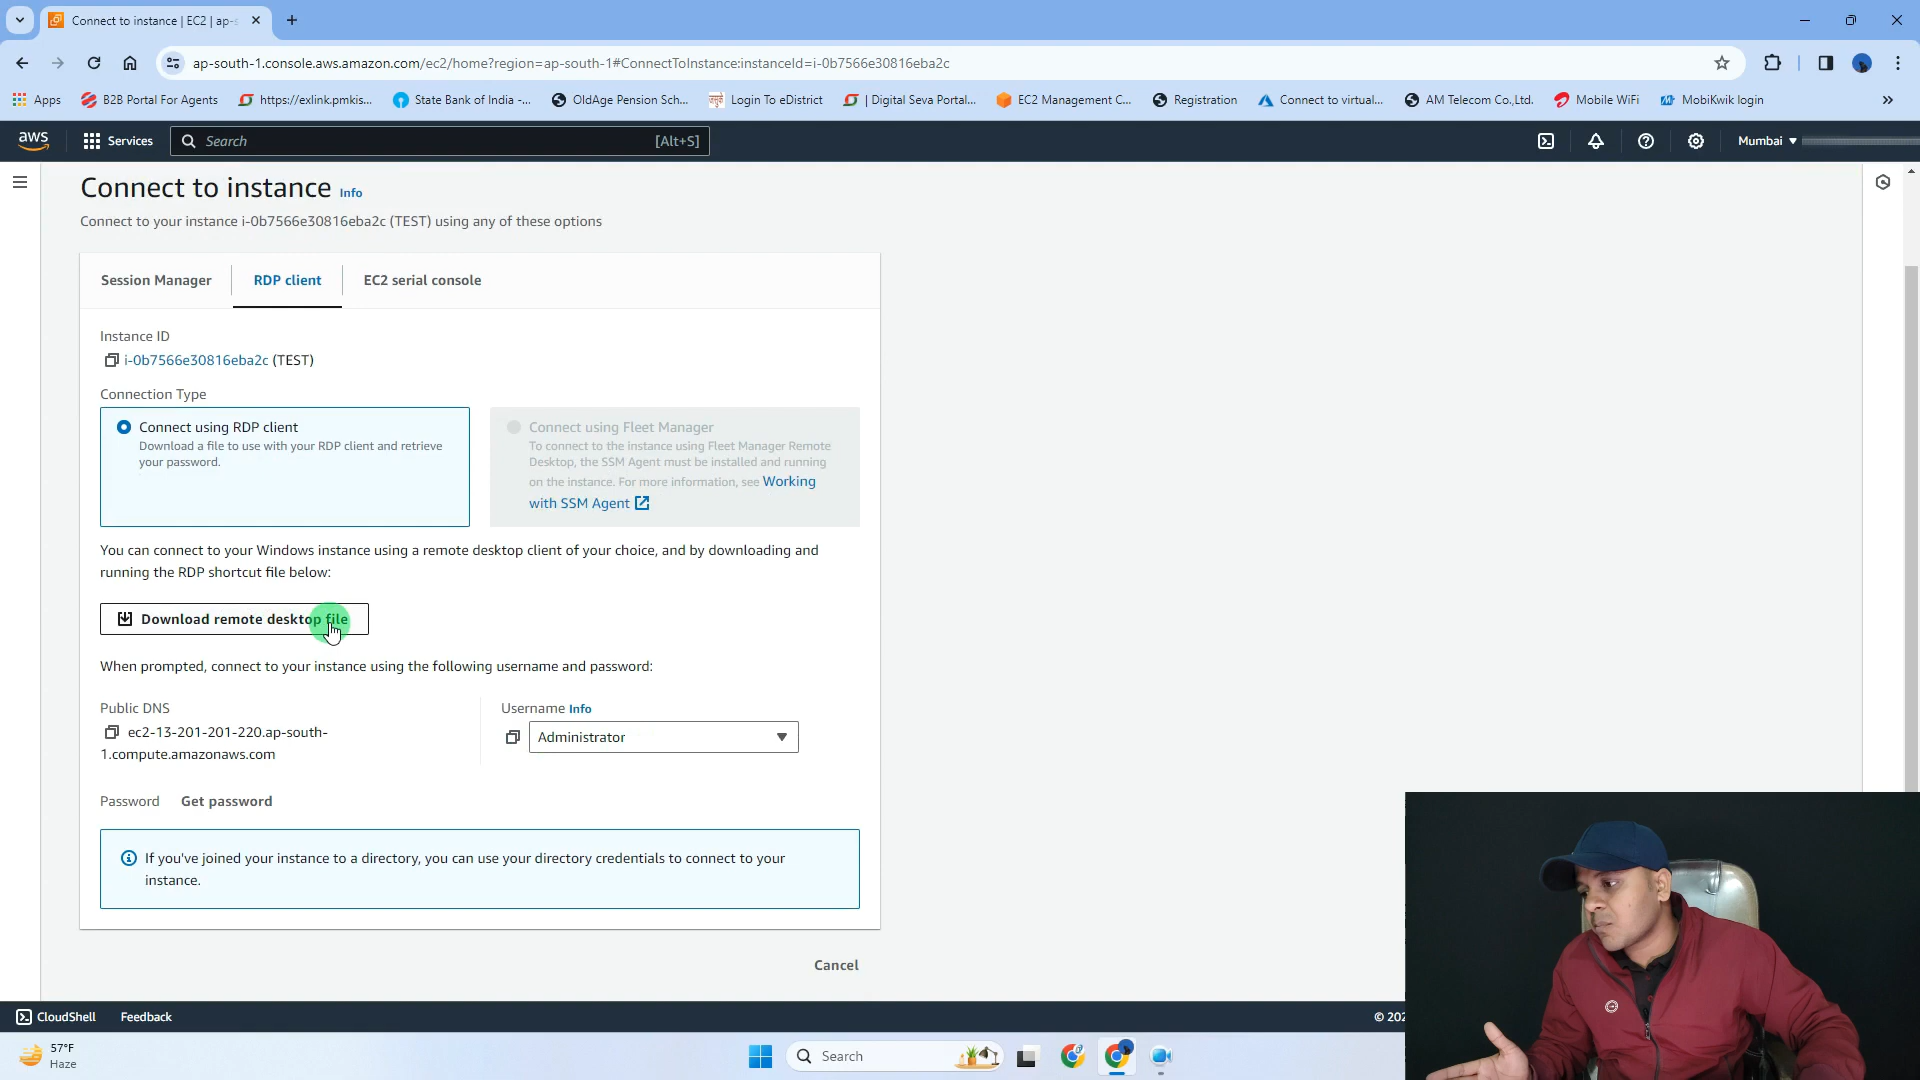 Connect to instance | EC2 | ap-s
ap-south-1.console.aws.amazon.com/ec2/home?region=ap-south-1#ConnectToInstance:instanceId=i-0b7566e30816eba2c
Apps B2B Portal For Agents https://exlink.pmkis... State Bank of India -... OldAge Pension Sch... Login To eDistrict | Digital Seva Portal... EC2 Management C... Registration Connect to virtual... AM Telecom Co.,Ltd. Mobile WiFi MobiKwik login
aws Services Search [Alt+S] Mumbai
Connect to instance Info
Connect to your instance i-0b7566e30816eba2c (TEST) using any of these options
Session Manager RDP client EC2 serial console
Instance ID
i-0b7566e30816eba2c (TEST)
Connection Type
Connect using RDP client
Download a file to use with your RDP client and retrieve
your password.
Connect using Fleet Manager
To connect to the instance using Fleet Manager Remote
Desktop, the SSM Agent must be installed and running
on the instance. For more information, see Working
with SSM Agent
You can connect to your Windows instance using a remote desktop client of your choice, and by downloading and
running the RDP shortcut file below:
Download remote desktop file
When prompted, connect to your instance using the following username and password:
Public DNS
ec2-13-201-201-220.ap-south-
1.compute.amazonaws.com
Username Info
Administrator
Password Get password
If you've joined your instance to a directory, you can use your directory credentials to connect to your
instance.
Cancel
CloudShell Feedback © 202
57°F
Haze
Search